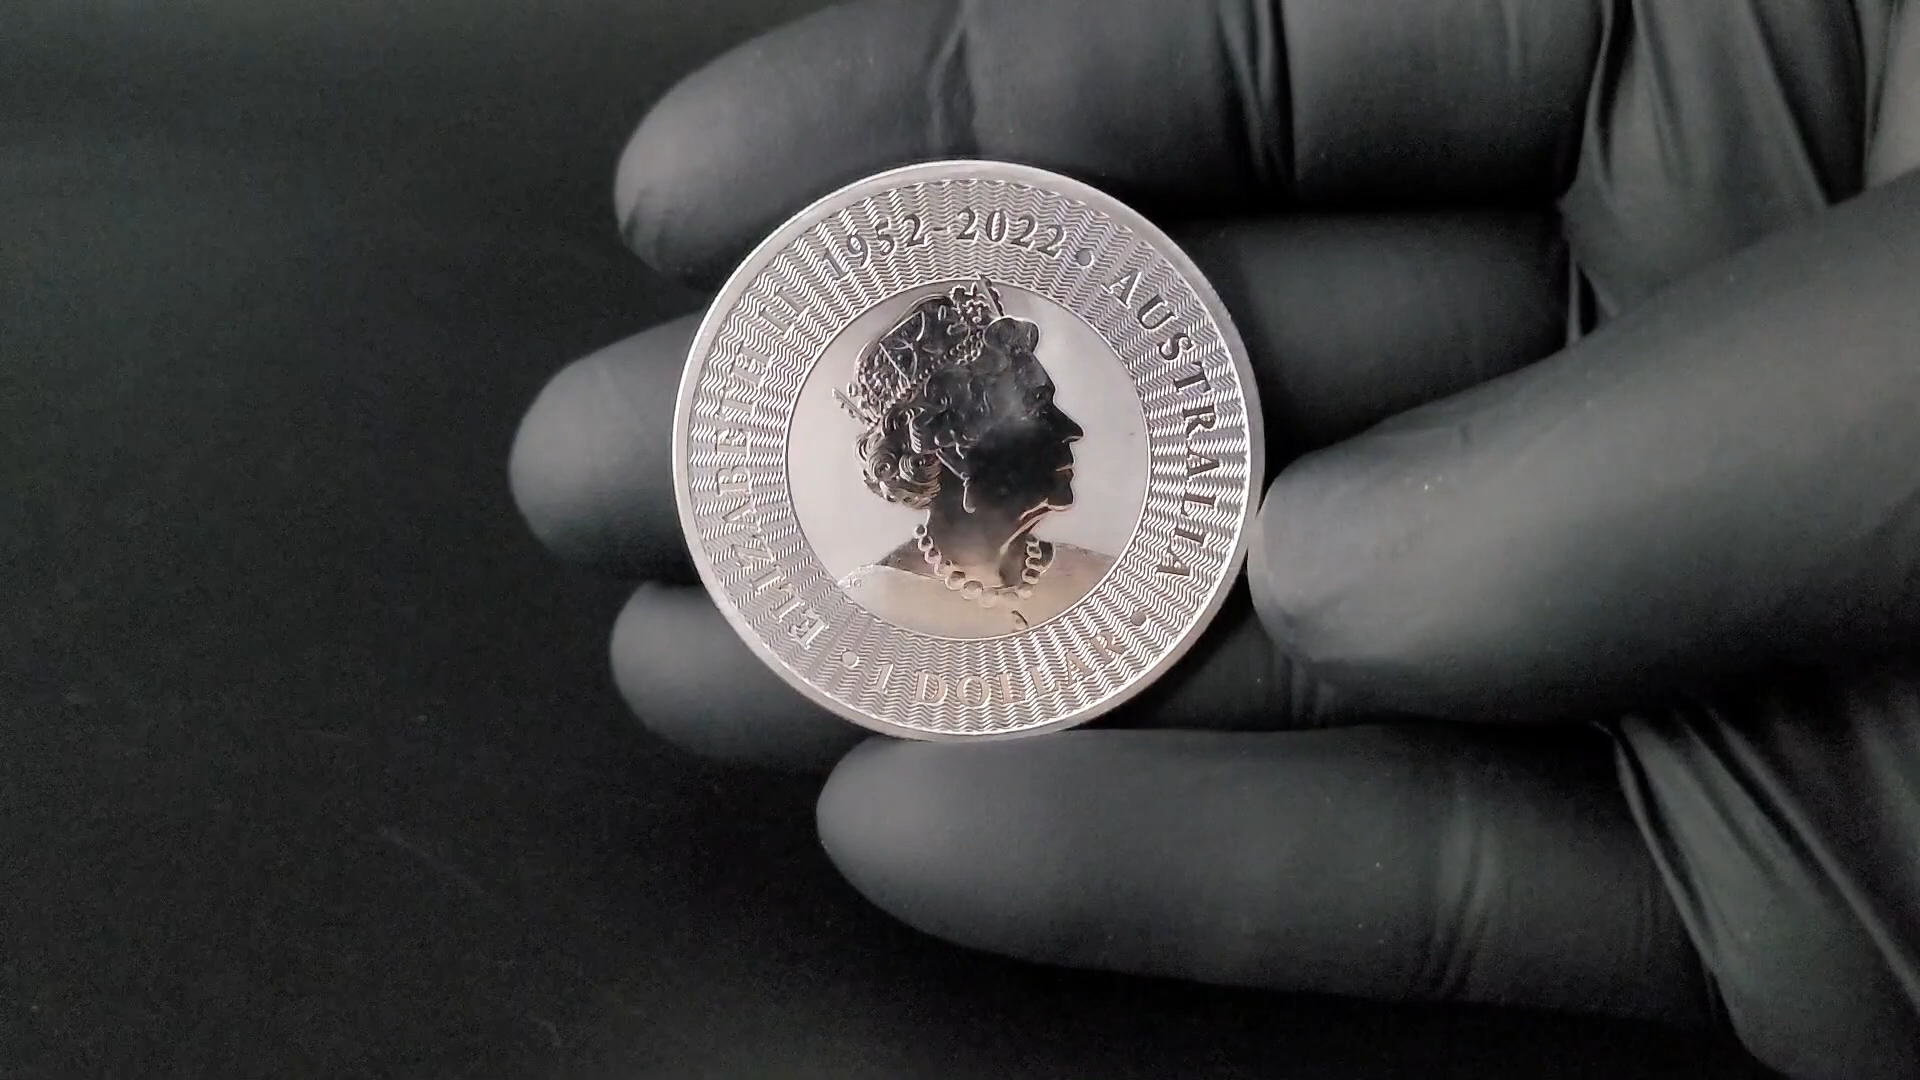 ELIZABETH II 1952-2022 • AUSTRALIA •
1 DOLLAR •